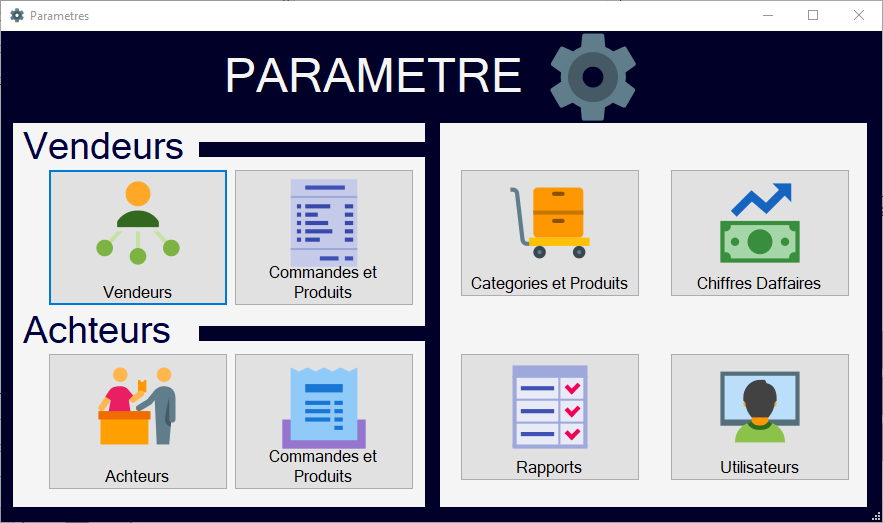 Parametres
PARAMETRE
Vendeurs
Vendeurs
Commandes et
Produits
Achteurs
Achteurs
Commandes et
Produits
Categories et Produits
Chiffres Daffaires
Rapports
Utilisateurs